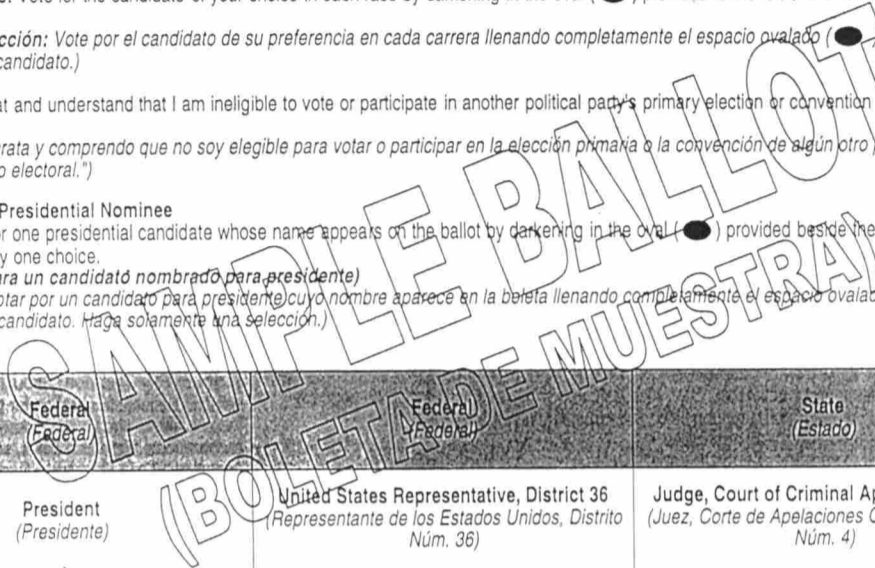 Vote for the candidate of your choice in each race by darkening in the oval (
cción: Vote por el candidato de su preferencia en cada carrera llenando completamente el espacio ovalado (
candidato.)
at and understand that I am ineligible to vote or participate in another political party's primary election or convention
rata y comprendo que no soy elegible para votar o participar en la elección primaria o la convención de algún otro
o electoral.")
Presidential Nominee
r one presidential candidate whose name appears on the ballot by darkening in the oval ( ) provided beside the
y one choice.
ara un candidato nombrado para presidente)
otar por un candidato para presidente cuyo nombre aparece en la boleta llenando completamente el espacio ovalad
candidato. Haga solamente una selección.)
SAMPLE BALLOT
(BOLETA DE MUESTRA)
Federal
(Federal)
Federal
(Federal)
State
(Estado)
President
(Presidente)
United States Representative, District 36
(Representante de los Estados Unidos, Distrito
Núm. 36)
Judge, Court of Criminal Ap
(Juez, Corte de Apelaciones C
Núm. 4)